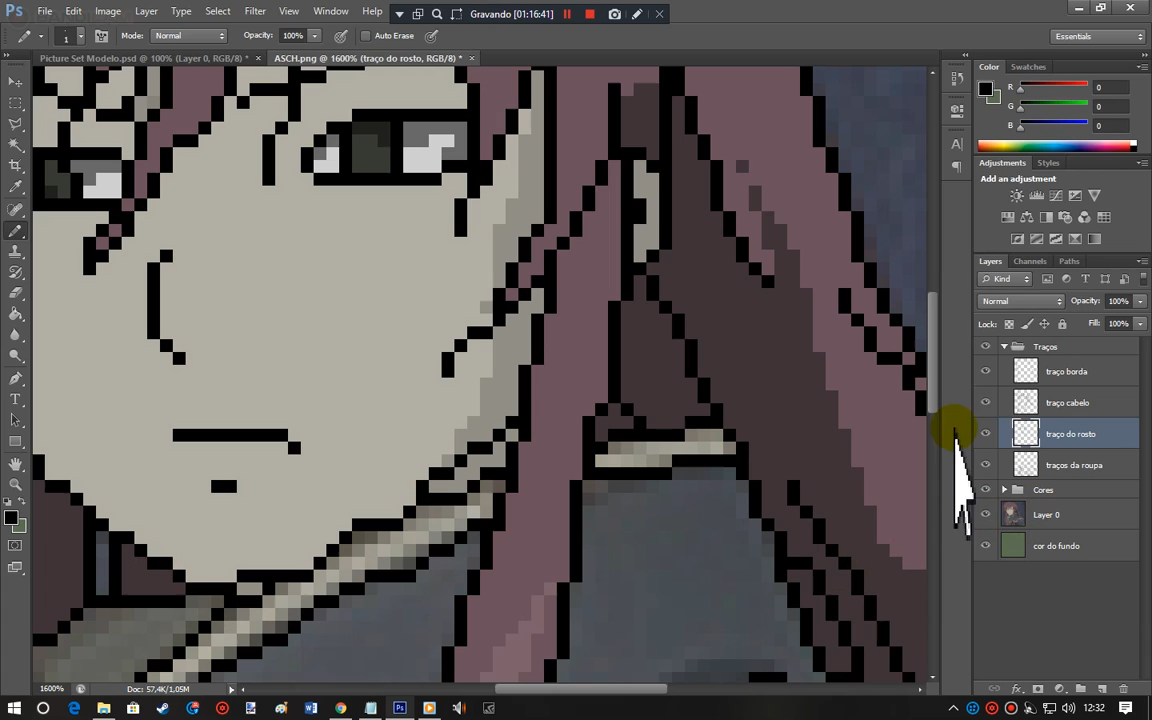 Ps File Edit Image Layer Type Select Filter View Window Help Gravando [01:16:41]
1 Mode: Normal Opacity: 100% Auto Erase Essentials
Picture Set Modelo.psd @ 100% (Layer 0, RGB/8) * × ASCH.png @ 1600% (traço do rosto, RGB/8) * ×
Color Swatches
R 0
G 0
B 0
Adjustments Styles
Add an adjustment
Layers Channels Paths
Kind
Normal Opacity: 100%
Lock: Fill: 100%
Traços
traço borda
traço cabelo
traço do rosto
traços da roupa
Cores
Layer 0
cor do fundo
1600% Doc: 57,4K/1,05M
12:32